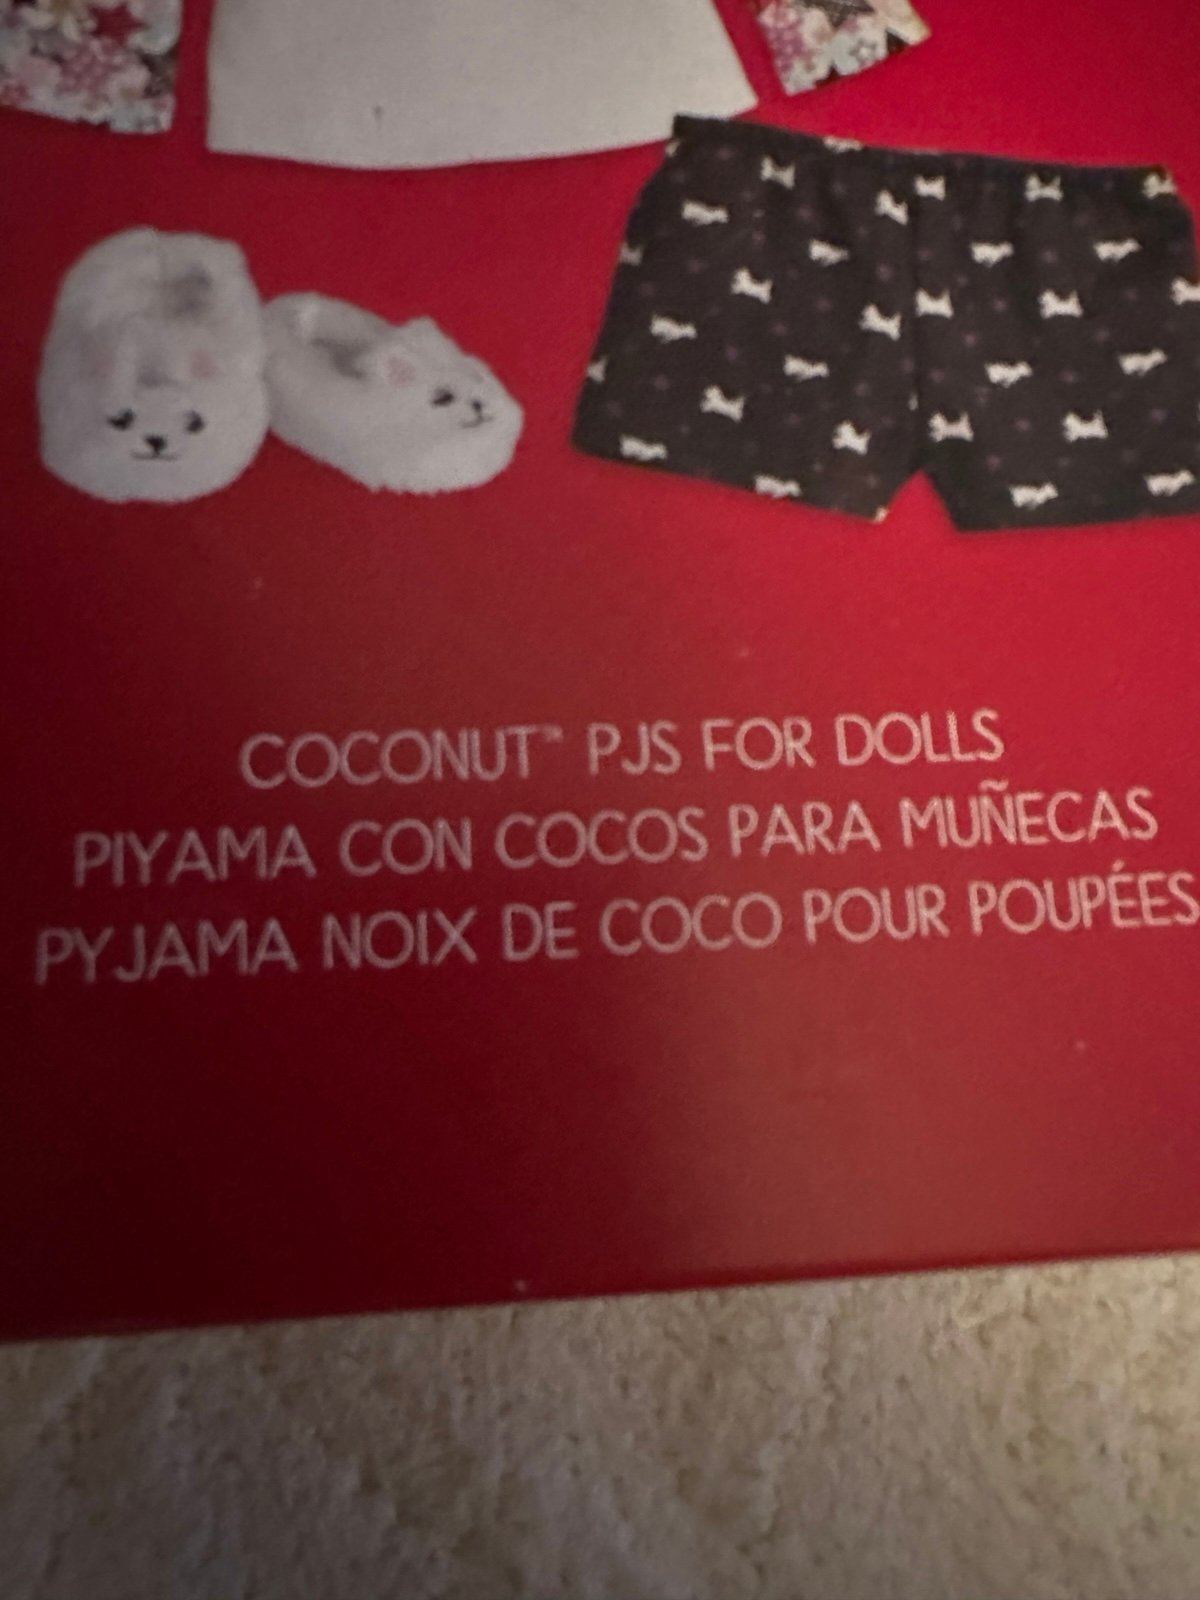 COCONUT™ PJS FOR DOLLS
PIYAMA CON COCOS PARA MUÑECAS
PYJAMA NOIX DE COCO POUR POUPÉES